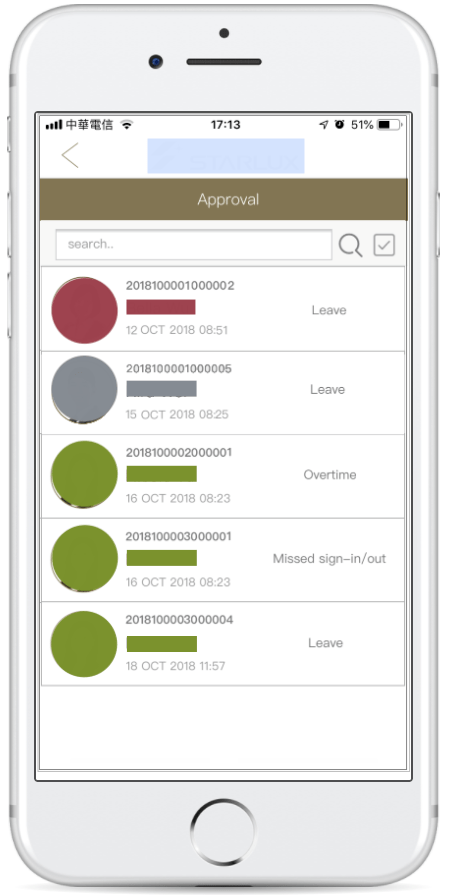 中華電信 17:13 51%
Approval
search..
2018100001000002
Leave
12 OCT 2018 08:51
2018100001000005
Leave
15 OCT 2018 08:25
2018100002000001
Overtime
16 OCT 2018 08:23
2018100003000001
Missed sign-in/out
16 OCT 2018 08:23
2018100003000004
Leave
18 OCT 2018 11:57